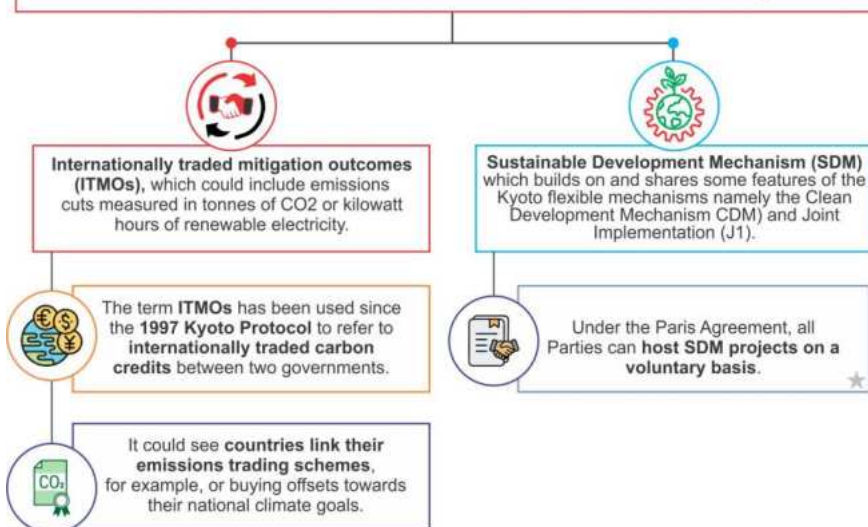 Internationally traded mitigation outcomes
(ITMOs), which could include emissions
cuts measured in tonnes of CO2 or kilowatt
hours of renewable electricity.
The term ITMOs has been used since
the 1997 Kyoto Protocol to refer to
internationally traded carbon
credits between two governments.
CO₂
It could see countries link their
emissions trading schemes,
for example, or buying offsets towards
their national climate goals.
Sustainable Development Mechanism (SDM)
which builds on and shares some features of the
Kyoto flexible mechanisms namely the Clean
Development Mechanism CDM) and Joint
Implementation (J1).
Under the Paris Agreement, all
Parties can host SDM projects on a
voluntary basis.